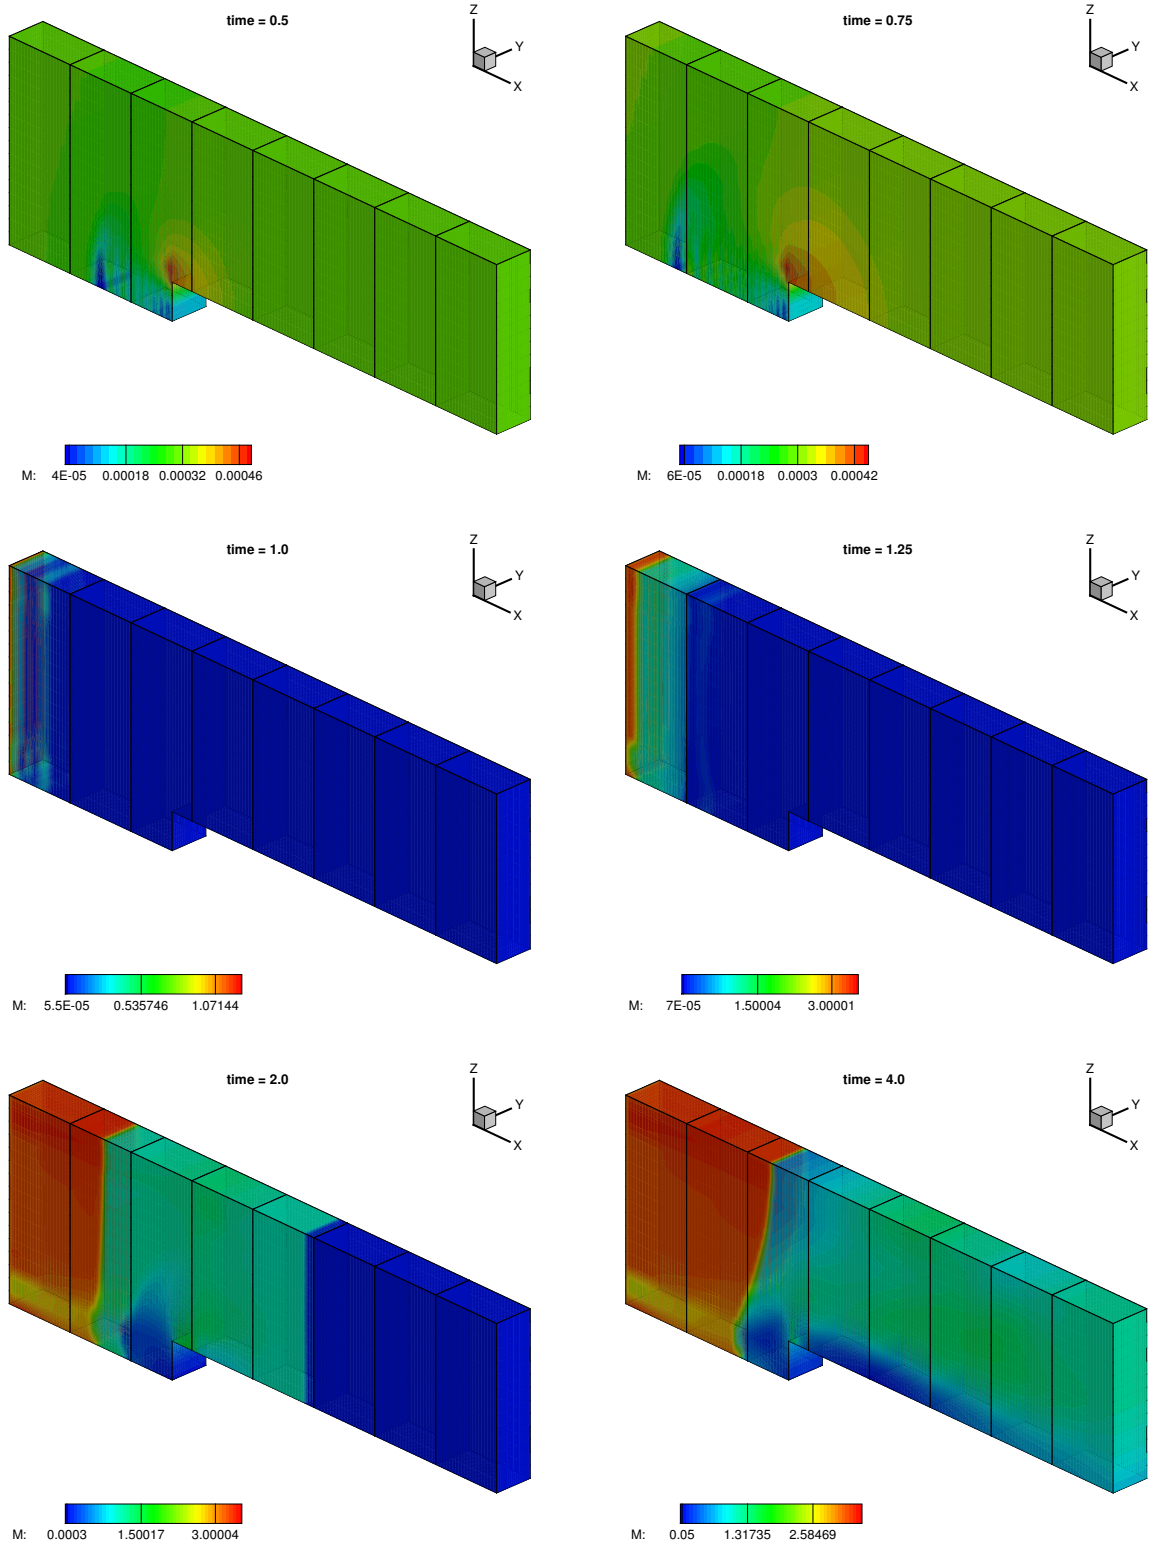 time = 0.5
Z
Y
X
M: 4E-05 0.00018 0.00032 0.00046
time = 0.75
Z
Y
X
M: 6E-05 0.00018 0.0003 0.00042
time = 1.0
Z
Y
X
M: 5.5E-05 0.535746 1.07144
time = 1.25
Z
Y
X
M: 7E-05 1.50004 3.00001
time = 2.0
Z
Y
X
M: 0.0003 1.50017 3.00004
time = 4.0
Z
Y
X
M: 0.05 1.31735 2.58469